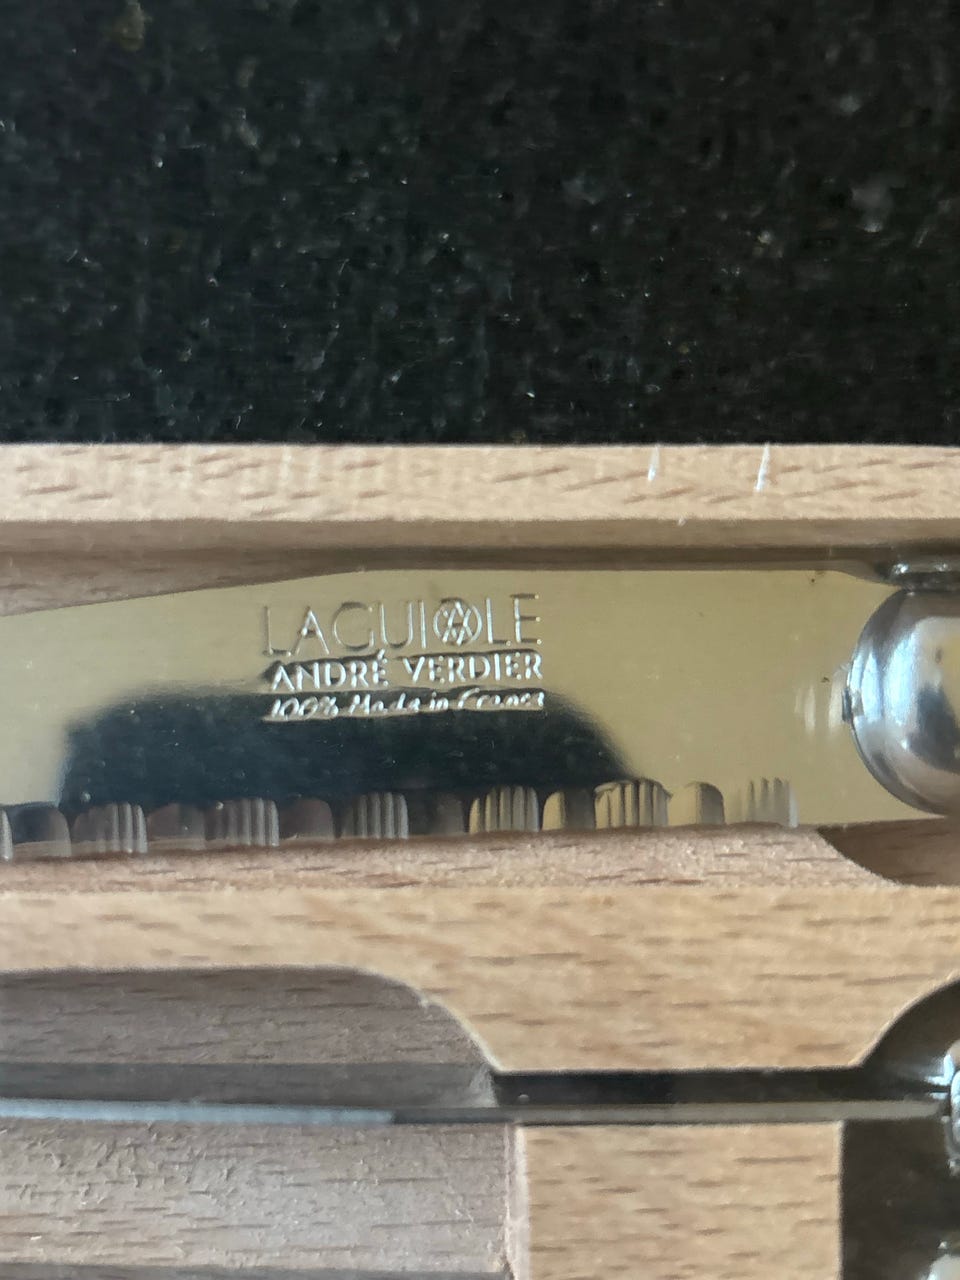 LAGUIOLE
ANDRÉ VERDIER
100% Made in France